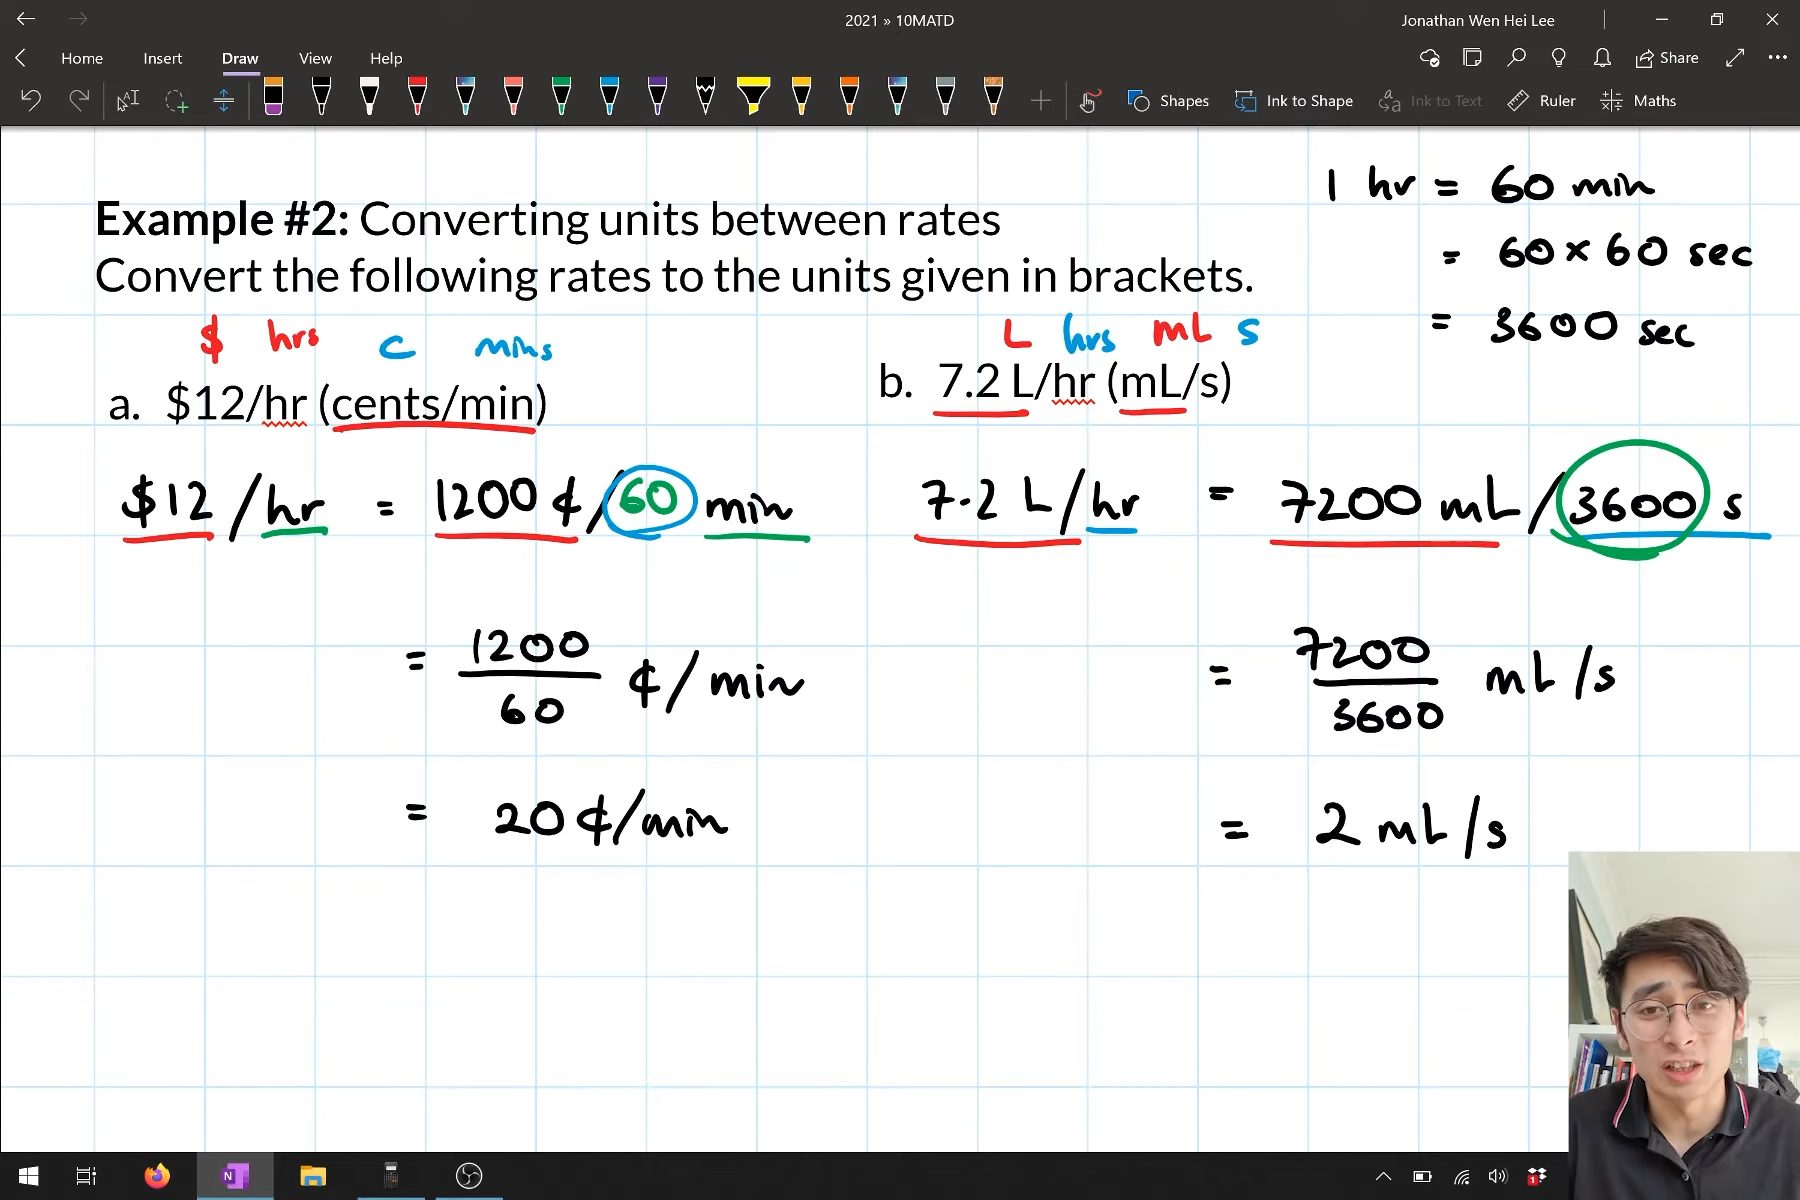 2021 » 10MATD
Jonathan Wen Hei Lee
Home Insert Draw View Help
Share
Shapes Ink to Shape Ink to Text Ruler Maths
1 hr = 60 min
= 60 × 60 sec
= 3600 sec
Example #2: Converting units between rates
Convert the following rates to the units given in brackets.
$ hrs c mins
a. $12/hr (cents/min)
$12/hr = 1200 ¢/60 min
= 1200/60 ¢/min
= 20 ¢/min
L hrs mL s
b. 7.2 L/hr (mL/s)
7.2 L/hr = 7200 mL/3600 s
= 7200/3600 mL/s
= 2 mL/s